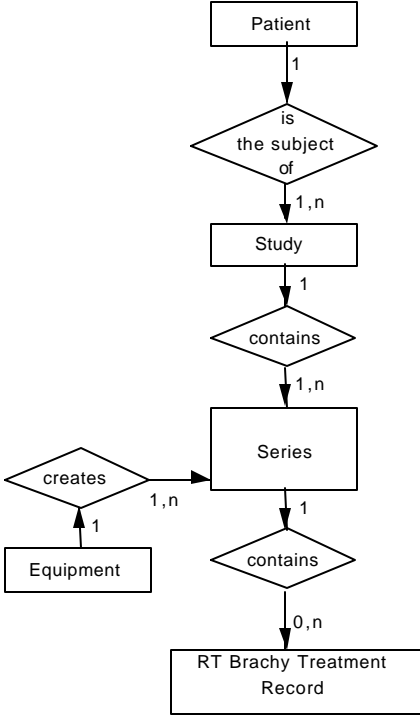 Patient
1
is
the subject
of
1,n
Study
1
contains
1,n
Series
creates
1,n
1
1
Equipment
contains
0,n
RT Brachy Treatment
Record